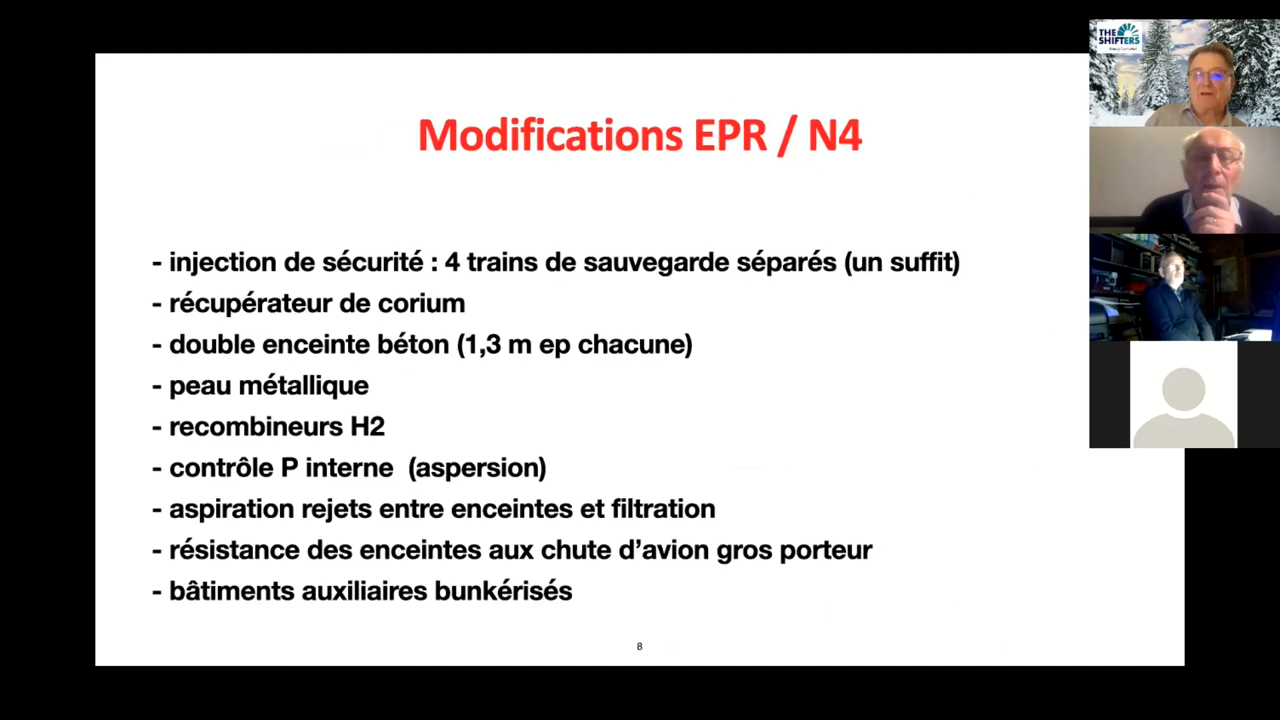 Modifications EPR / N4
- injection de sécurité : 4 trains de sauvegarde séparés (un suffit)
- récupérateur de corium
- double enceinte béton (1,3 m ep chacune)
- peau métallique
- recombineurs H2
- contrôle P interne (aspersion)
- aspiration rejets entre enceintes et filtration
- résistance des enceintes aux chute d’avion gros porteur
- bâtiments auxiliaires bunkérisés
8
THE
SHIFTERS